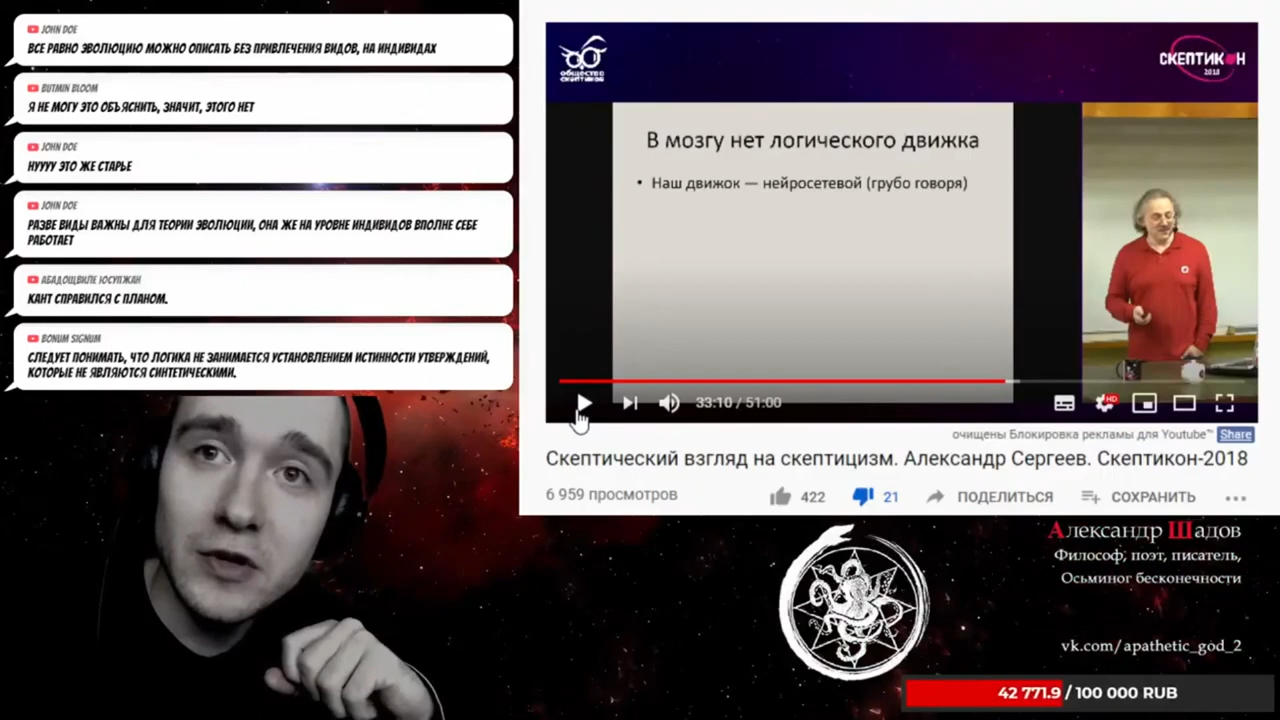 JOHN DOE
ВСЕ РАВНО ЭВОЛЮЦИЮ МОЖНО ОПИСАТЬ БЕЗ ПРИВЛЕЧЕНИЯ ВИДОВ, НА ИНДИВИДАХ
BUTMIN BLOOM
Я НЕ МОГУ ЭТО ОБЪЯСНИТЬ, ЗНАЧИТ, ЭТОГО НЕТ
JOHN DOE
НУУУУ ЭТО ЖЕ СТАРЬЕ
JOHN DOE
РАЗВЕ ВИДЫ ВАЖНЫ ДЛЯ ТЕОРИИ ЭВОЛЮЦИИ, ОНА ЖЕ НА УРОВНЕ ИНДИВИДОВ ВПОЛНЕ СЕБЕ
РАБОТАЕТ
АБАДОЩВИЛЕ ЮСУПЖАН
КАНТ СПРАВИЛСЯ С ПЛАНОМ.
BONUM SIGNUM
СЛЕДУЕТ ПОНИМАТЬ, ЧТО ЛОГИКА НЕ ЗАНИМАЕТСЯ УСТАНОВЛЕНИЕМ ИСТИННОСТИ УТВЕРЖДЕНИЙ,
КОТОРЫЕ НЕ ЯВЛЯЮТСЯ СИНТЕТИЧЕСКИМИ.
общество
скептиков
СКЕПТИКОН
2018
В мозгу нет логического движка
• Наш движок — нейросетевой (грубо говоря)
33:10 / 51:00
HD
очищены Блокировка рекламы для Youtube™ Share
Скептический взгляд на скептицизм. Александр Сергеев. Скептикон-2018
6 959 просмотров
422
21
ПОДЕЛИТЬСЯ
СОХРАНИТЬ
Александр Шадов
Философ, поэт, писатель,
Осьминог бесконечности
vk.com/apathetic_god_2
42 771.9 / 100 000 RUB